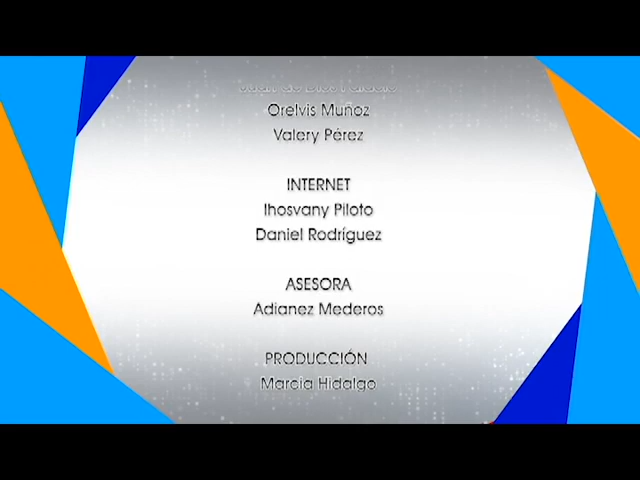 Orelvis Muñoz
Valery Pérez
INTERNET
Ihosvany Piloto
Daniel Rodríguez
ASESORA
Adianez Mederos
PRODUCCIÓN
Marcia Hidalgo